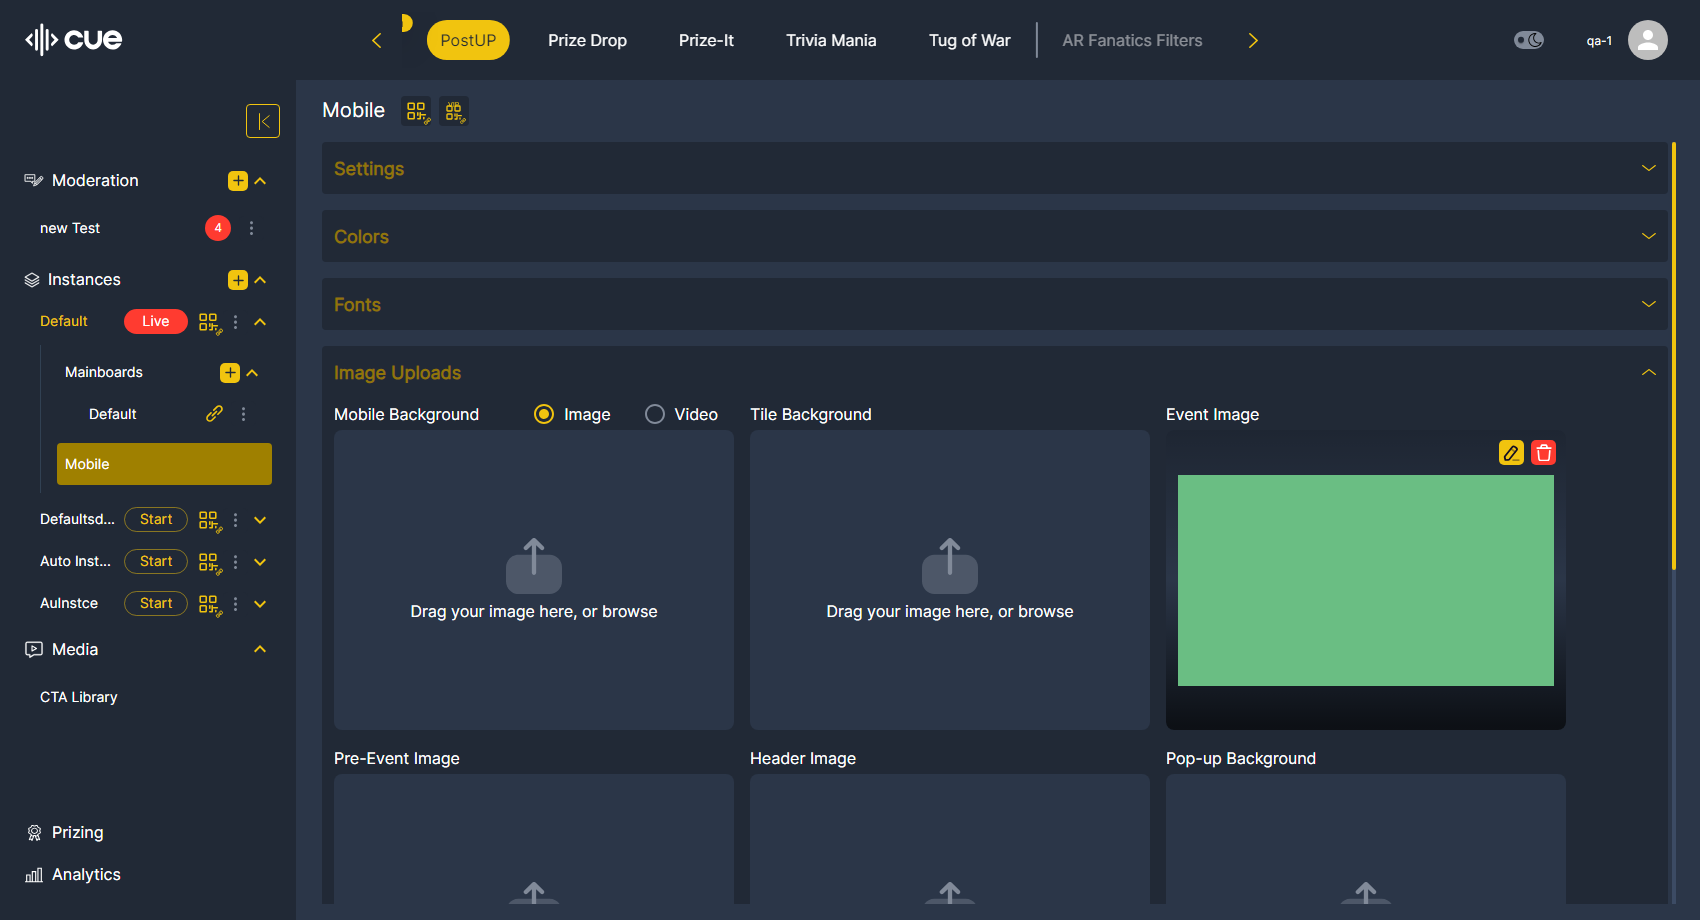 cue
PostUP
Prize Drop
Prize-It
Trivia Mania
Tug of War
AR Fanatics Filters
qa-1
Moderation
new Test
4
Instances
Default
Live
Mainboards
Default
Mobile
Defaultsd...
Start
Auto Inst...
Start
AuInstce
Start
Media
CTA Library
Prizing
Analytics
Mobile
VIP
Settings
Colors
Fonts
Image Uploads
Mobile Background
Image
Video
Tile Background
Event Image
Drag your image here, or browse
Drag your image here, or browse
Pre-Event Image
Header Image
Pop-up Background